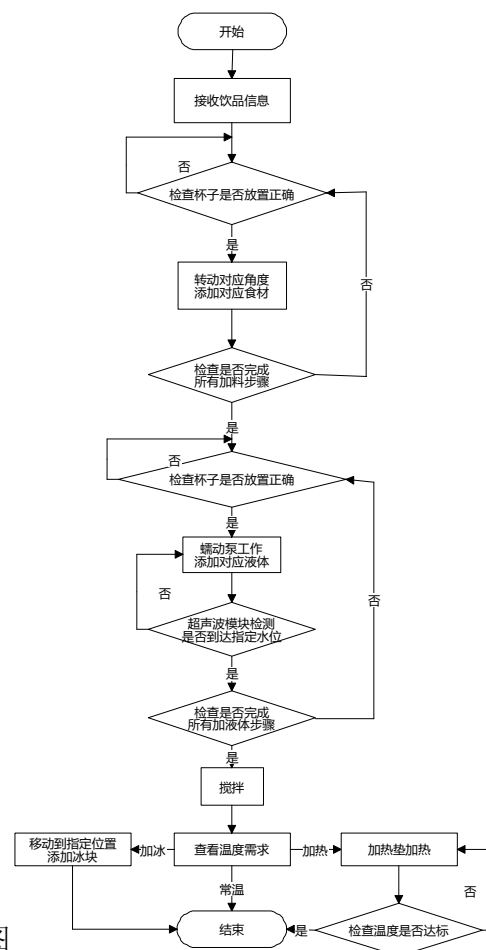 开始
接收饮品信息
否
检查杯子是否放置正确
是
转动对应角度
添加对应食材
否
检查是否完成
所有加料步骤
是
否
检查杯子是否放置正确
是
蠕动泵工作
添加对应液体
否
否
超声波模块检测
是否到达指定水位
是
检查是否完成
所有加液体步骤
是
搅拌
移动到指定位置
添加冰块
加冰
查看温度需求
加热
加热垫加热
常温
否
结束
是
检查温度是否达标
图